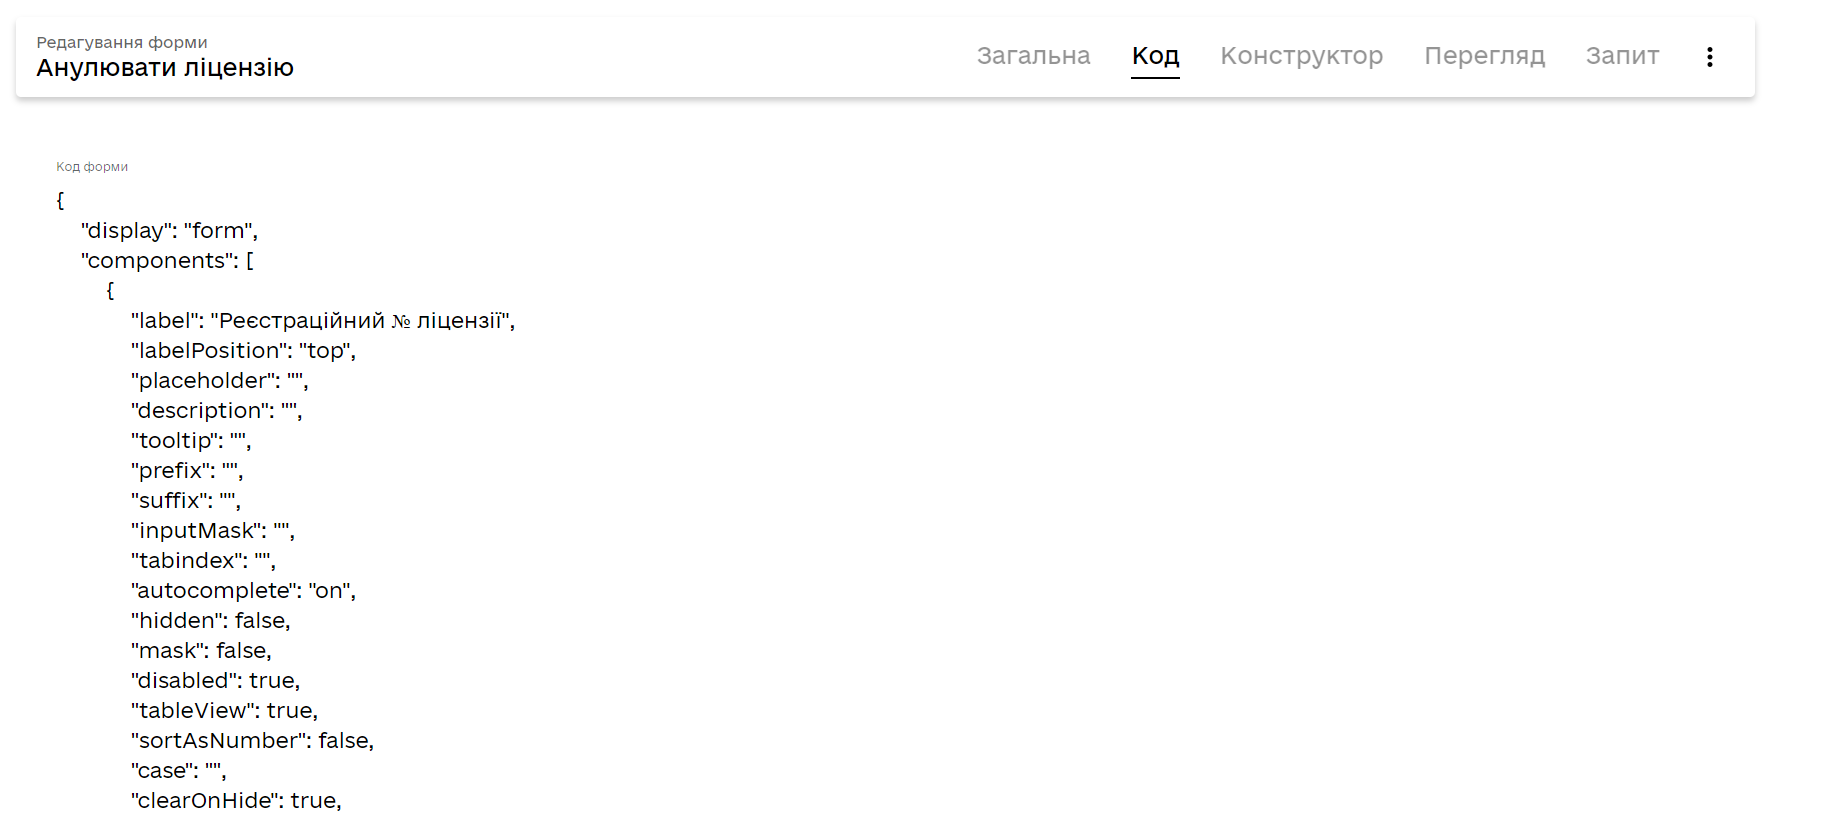 Редагування форми
Анулювати ліцензію
Загальна Код Конструктор Перегляд Запит
Код форми
{
"display": "form",
"components": [
{
"label": "Реєстраційний № ліцензії",
"labelPosition": "top",
"placeholder": "",
"description": "",
"tooltip": "",
"prefix": "",
"suffix": "",
"inputMask": "",
"tabindex": "",
"autocomplete": "on",
"hidden": false,
"mask": false,
"disabled": true,
"tableView": true,
"sortAsNumber": false,
"case": "",
"clearOnHide": true,